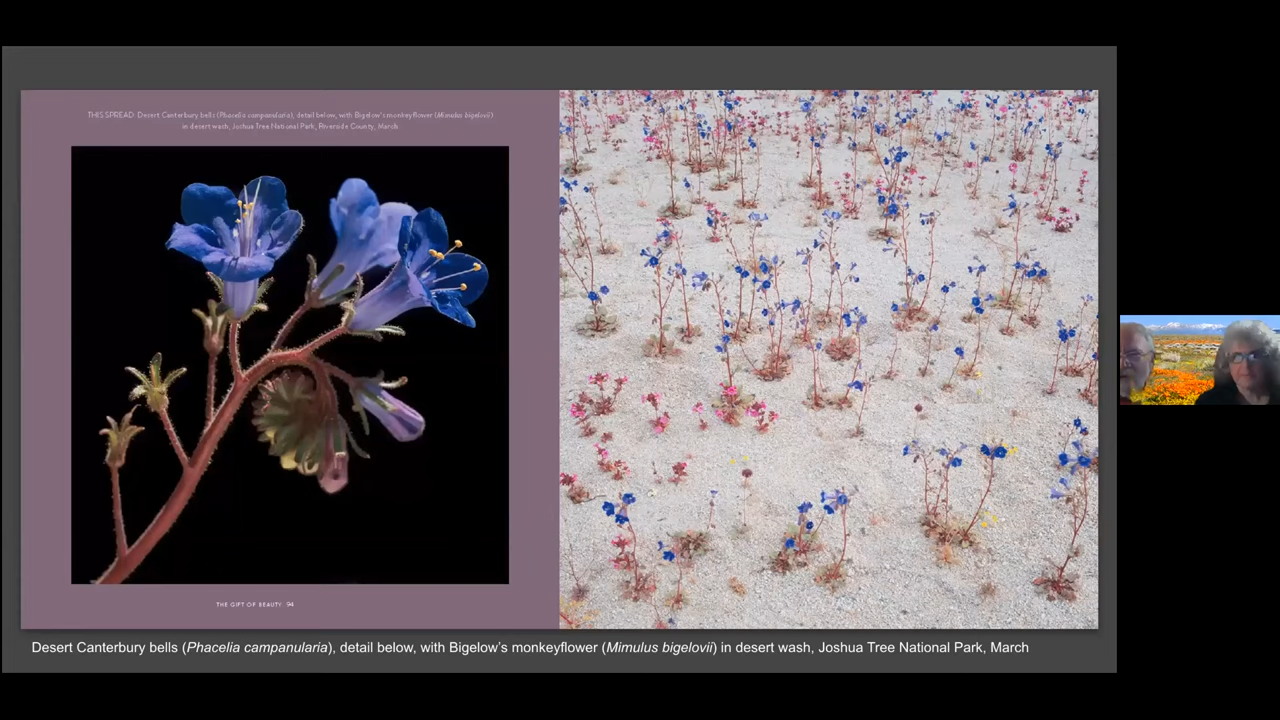 THIS SPREAD: Desert Canterbury bells (Phacelia campanularia), detail below, with Bigelow's monkeyflower (Mimulus bigelovii)
in desert wash, Joshua Tree National Park, Riverside County, March
THE GIFT OF BEAUTY 94
Desert Canterbury bells (Phacelia campanularia), detail below, with Bigelow's monkeyflower (Mimulus bigelovii) in desert wash, Joshua Tree National Park, March